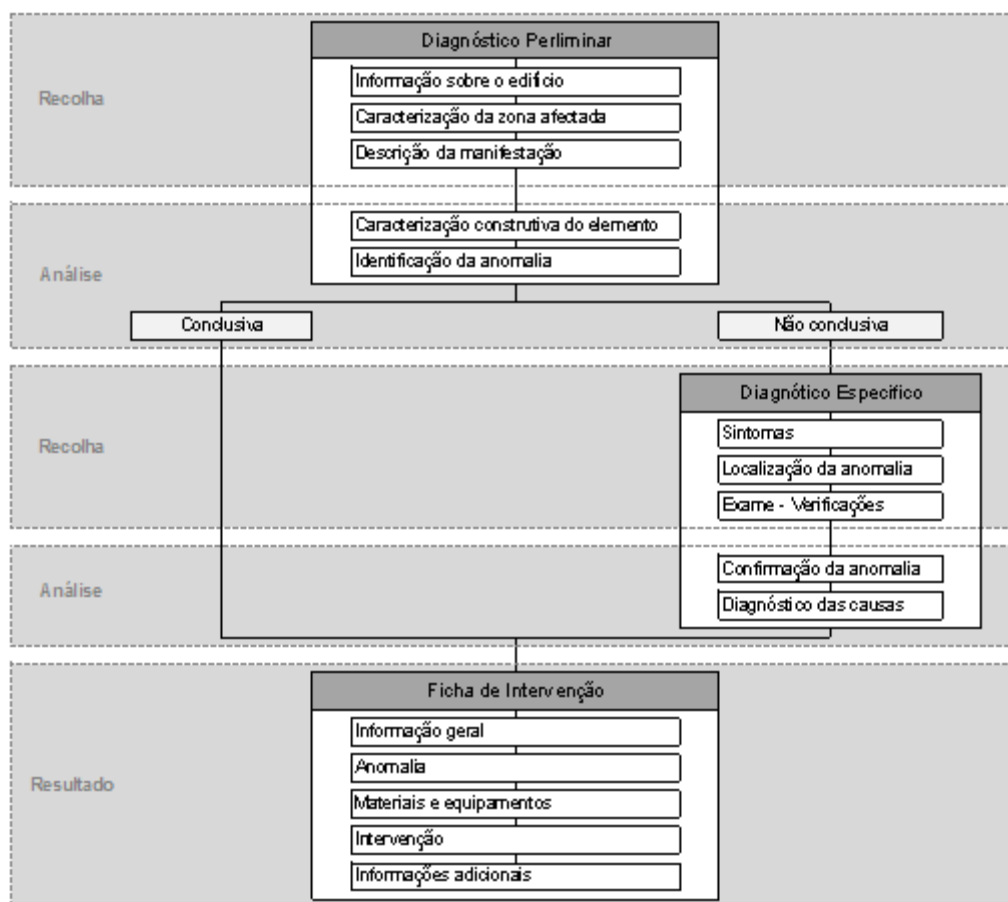 Diagnóstico Perliminar
Recolha
Informação sobre o edifício
Caracterização da zona afectada
Descrição da manifestação
Análise
Caracterização construtiva do elemento
Identificação da anomalia
Conclusiva
Não conclusiva
Recolha
Diagnótico Especifico
Sintomas
Localização da anomalia
Exame - Verificações
Análise
Confirmação da anomalia
Diagnóstico das causas
Resultado
Ficha de Intervenção
Informação geral
Anomalia
Materiais e equipamentos
Intervenção
Informações adicionais